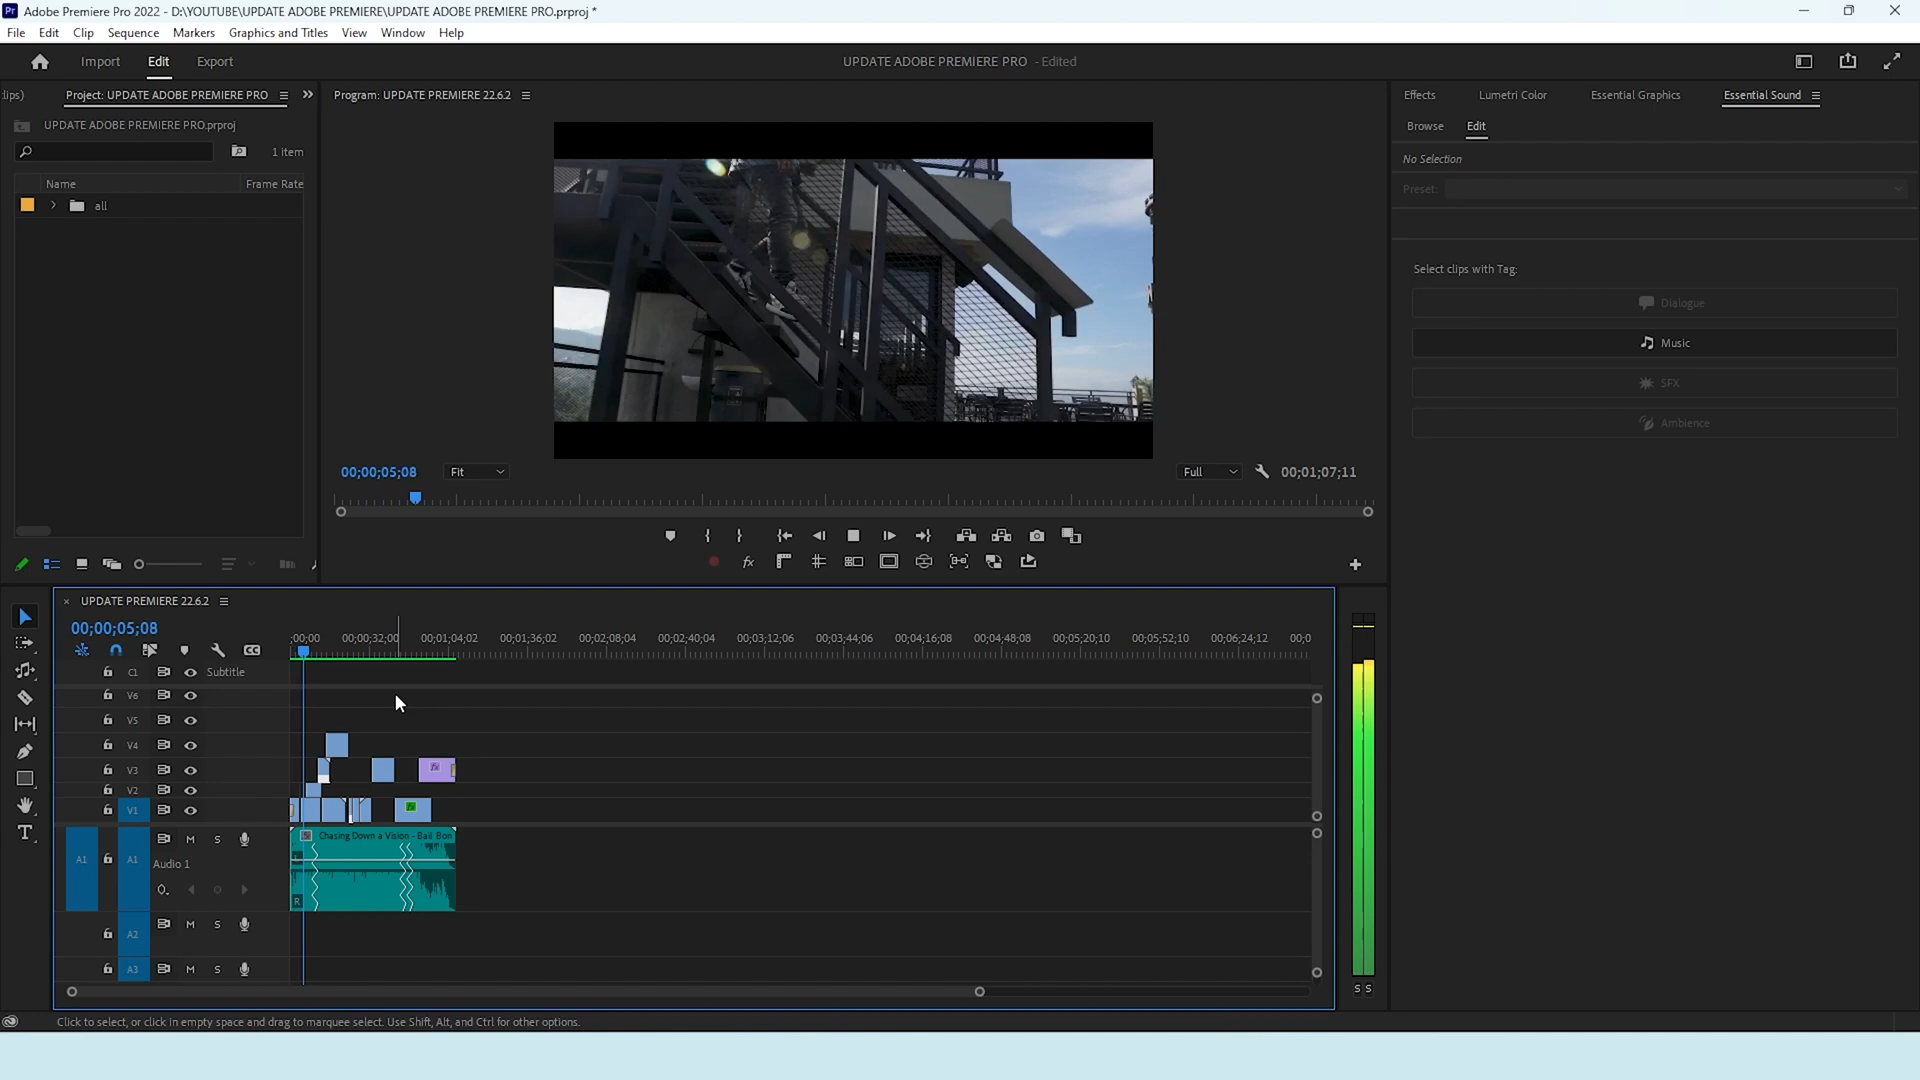 Adobe Premiere Pro 2022 - D:\YOUTUBE\UPDATE ADOBE PREMIERE\UPDATE ADOBE PREMIERE PRO.prproj *
File Edit Clip Sequence Markers Graphics and Titles View Window Help
Import Edit Export
UPDATE ADOBE PREMIERE PRO - Edited
lips) Project: UPDATE ADOBE PREMIERE PRO
Program: UPDATE PREMIERE 22.6.2
Effects Lumetri Color Essential Graphics Essential Sound
Browse Edit
UPDATE ADOBE PREMIERE PRO.prproj
1 item
No Selection
Name Frame Rate
Preset:
all
Select clips with Tag:
Dialogue
Music
SFX
Ambience
00;00;05;08 Fit Full 00;01;07;11
UPDATE PREMIERE 22.6.2
00;00;05;08
;00;00 00;00;32;00 00;01;04;02 00;01;36;02 00;02;08;04 00;02;40;04 00;03;12;06 00;03;44;06 00;04;16;08 00;04;48;08 00;05;20;10 00;05;52;10 00;06;24;12 00;0
CC
C1 Subtitle
V6
V5
V4
V3
V2
V1
A1 A1 M S
Audio 1
Chasing Down a Vision - Bail Bon
L
R
A2 M S
A3 M S
S S
Click to select, or click in empty space and drag to marquee select. Use Shift, Alt, and Ctrl for other options.